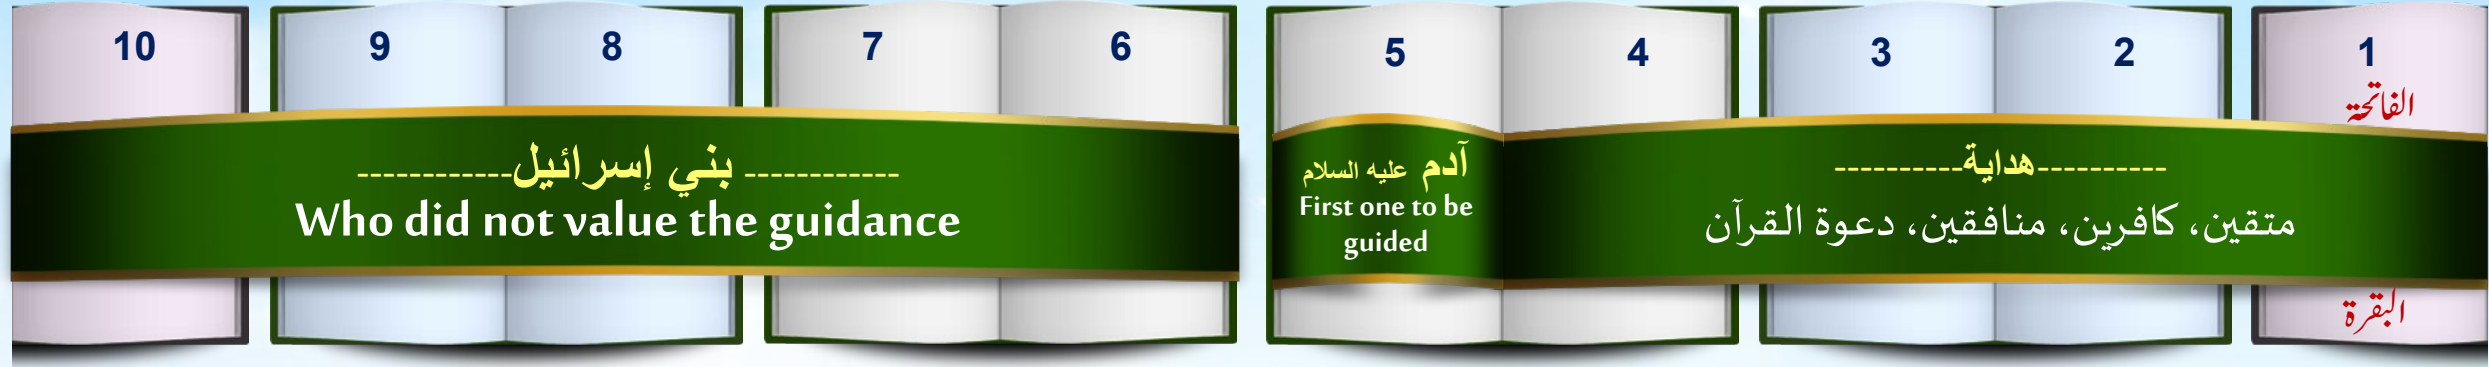 1 2 3 4 5 6 7 8 9 10
الفاتحة
----------هداية----------
متقين، كافرين، منافقين، دعوة القرآن
البقرة
آدم عليه السلام
First one to be
guided
------------ بني إسرائيل------------
Who did not value the guidance